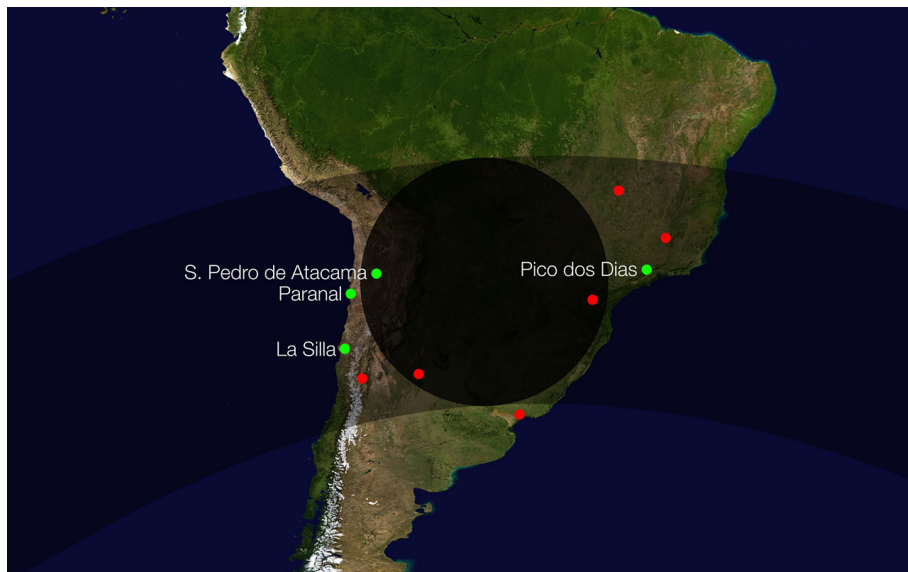 S. Pedro de Atacama
Pico dos Dias
Paranal
La Silla